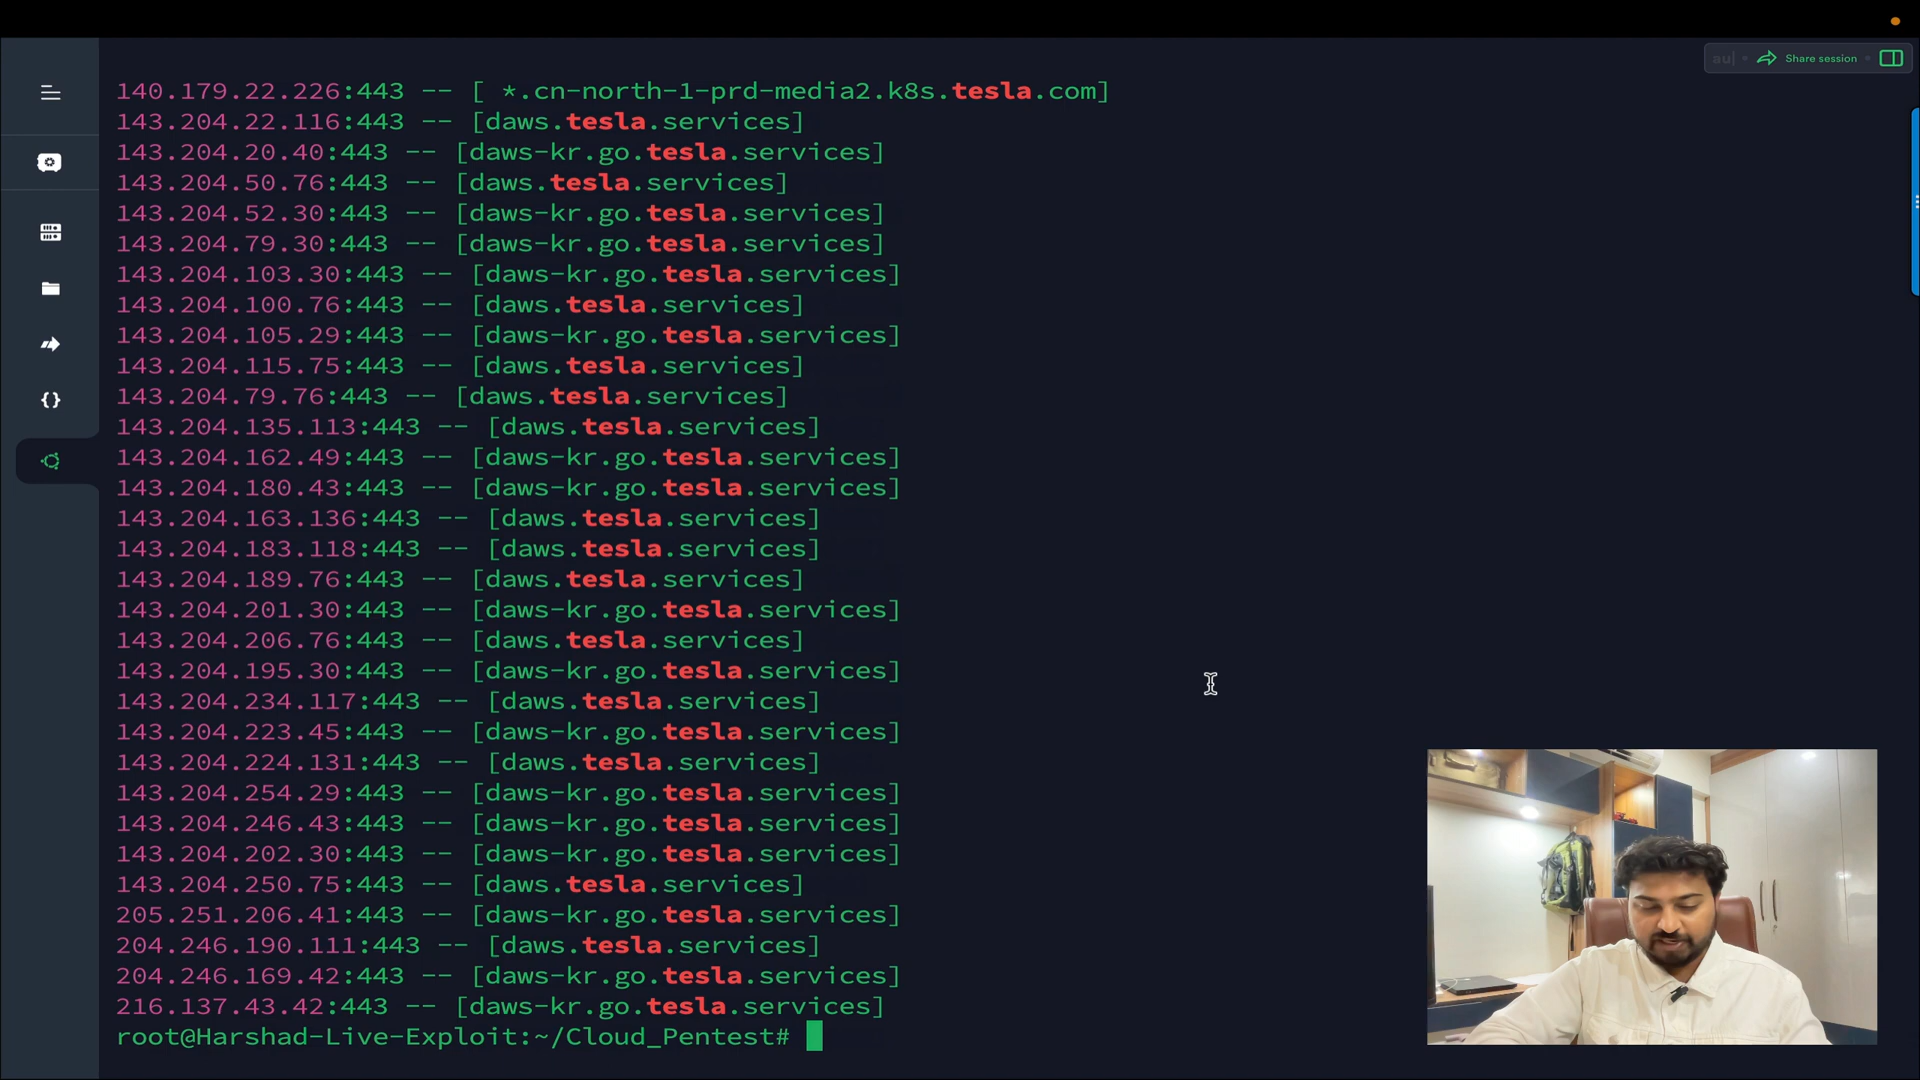 au|
Share session
140.179.22.226:443 -- [ *.cn-north-1-prd-media2.k8s.tesla.com]
143.204.22.116:443 -- [daws.tesla.services]
143.204.20.40:443 -- [daws-kr.go.tesla.services]
143.204.50.76:443 -- [daws.tesla.services]
143.204.52.30:443 -- [daws-kr.go.tesla.services]
143.204.79.30:443 -- [daws-kr.go.tesla.services]
143.204.103.30:443 -- [daws-kr.go.tesla.services]
143.204.100.76:443 -- [daws.tesla.services]
143.204.105.29:443 -- [daws-kr.go.tesla.services]
143.204.115.75:443 -- [daws.tesla.services]
143.204.79.76:443 -- [daws.tesla.services]
143.204.135.113:443 -- [daws.tesla.services]
143.204.162.49:443 -- [daws-kr.go.tesla.services]
143.204.180.43:443 -- [daws-kr.go.tesla.services]
143.204.163.136:443 -- [daws.tesla.services]
143.204.183.118:443 -- [daws.tesla.services]
143.204.189.76:443 -- [daws.tesla.services]
143.204.201.30:443 -- [daws-kr.go.tesla.services]
143.204.206.76:443 -- [daws.tesla.services]
143.204.195.30:443 -- [daws-kr.go.tesla.services]
143.204.234.117:443 -- [daws.tesla.services]
143.204.223.45:443 -- [daws-kr.go.tesla.services]
143.204.224.131:443 -- [daws.tesla.services]
143.204.254.29:443 -- [daws-kr.go.tesla.services]
143.204.246.43:443 -- [daws-kr.go.tesla.services]
143.204.202.30:443 -- [daws-kr.go.tesla.services]
143.204.250.75:443 -- [daws.tesla.services]
205.251.206.41:443 -- [daws-kr.go.tesla.services]
204.246.190.111:443 -- [daws.tesla.services]
204.246.169.42:443 -- [daws-kr.go.tesla.services]
216.137.43.42:443 -- [daws-kr.go.tesla.services]
root@Harshad-Live-Exploit:~/Cloud_Pentest#